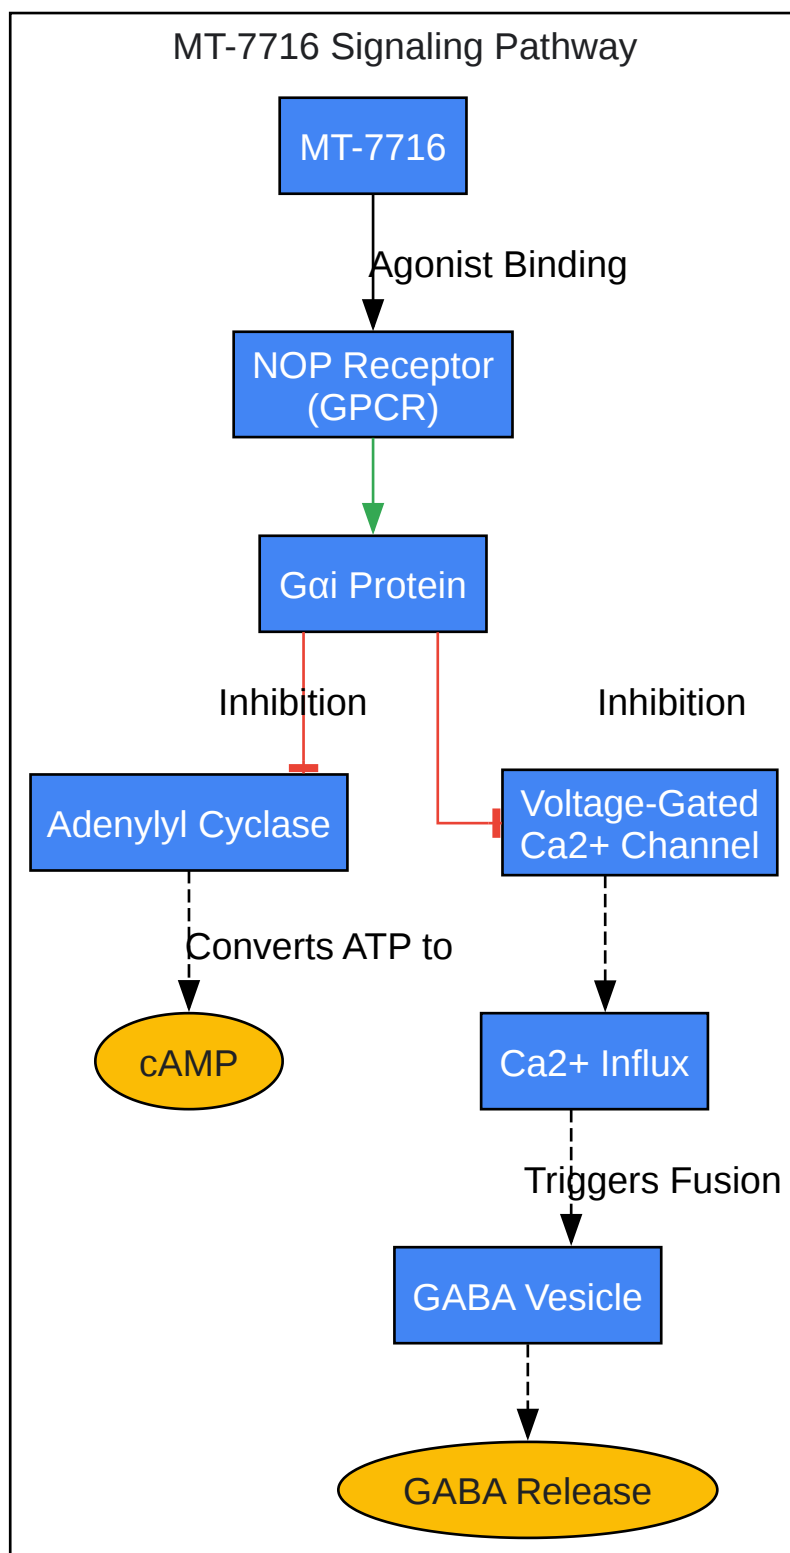 MT-7716 Signaling Pathway
MT-7716
Agonist Binding
NOP Receptor
(GPCR)
Gαi Protein
Inhibition
Inhibition
Adenylyl Cyclase
Voltage-Gated
Ca2+ Channel
Converts ATP to
cAMP
Ca2+ Influx
Triggers Fusion
GABA Vesicle
GABA Release